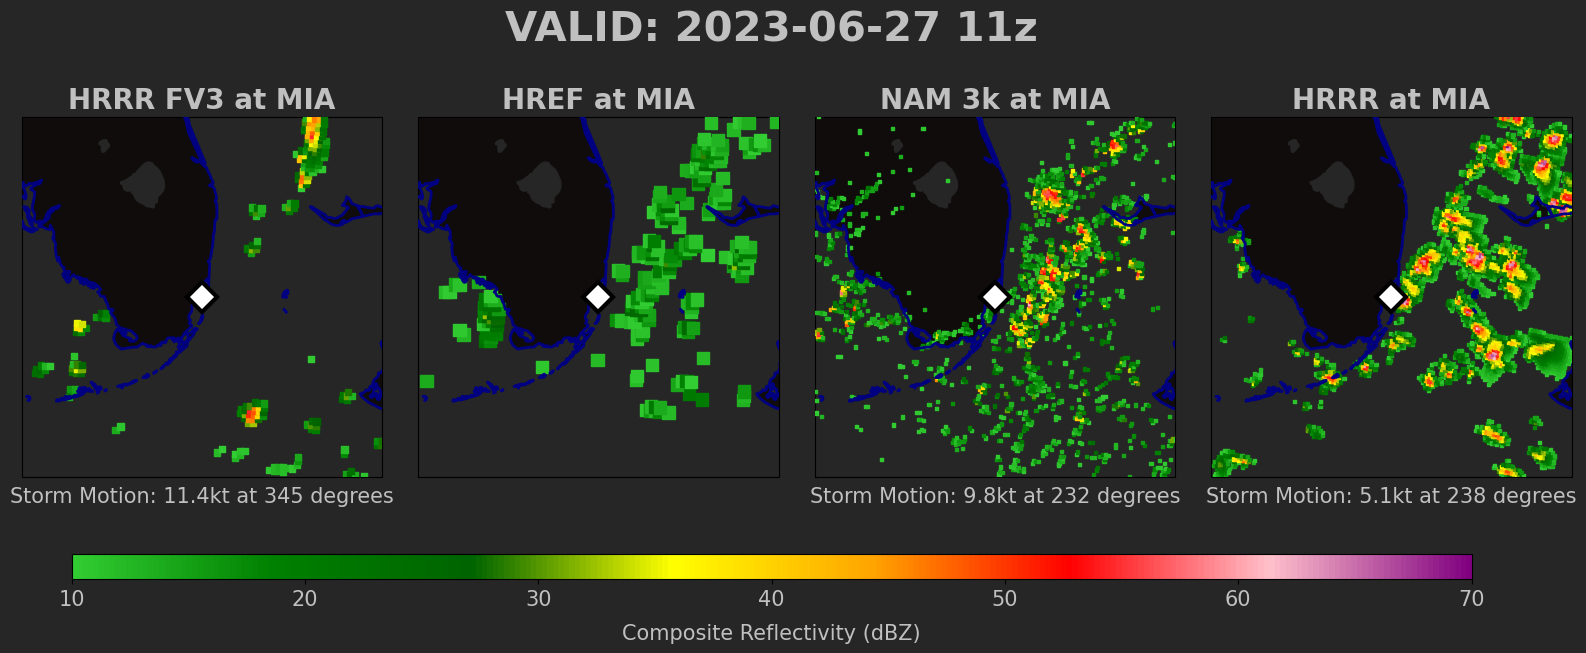 VALID: 2023-06-27 11z
HRRR FV3 at MIA
HREF at MIA
NAM 3k at MIA
HRRR at MIA
Storm Motion: 11.4kt at 345 degrees
Storm Motion: 9.8kt at 232 degrees
Storm Motion: 5.1kt at 238 degrees
10 20 30 40 50 60 70
Composite Reflectivity (dBZ)